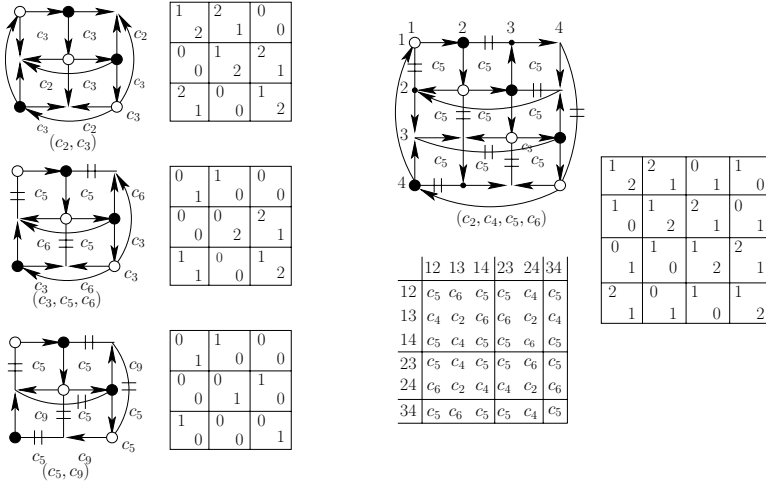 c₃ c₂
c₃
c₂ c₃ c₃
c₃ c₂ c₃
(c₂, c₃)
1 2 0
2 1 0
0 1 2
0 2 1
2 0 1
1 0 2
c₅ c₅ c₆
c₆ c₅ c₃
c₃ c₆ c₃
(c₃, c₅, c₆)
0 1 0
1 0 0
0 0 2
0 2 1
1 0 1
1 0 2
c₅ c₅ c₉
c₉ c₅ c₅
c₅ c₉ c₅
(c₅, c₉)
0 1 0
1 0 0
0 0 1
0 1 0
1 0 0
0 0 1
1 2 3 4
1
c₅ c₅ c₅
2
c₅ c₅ c₅
3
c₅ c₅ c₃ c₅
4
(c₂, c₄, c₅, c₆)
12 13 14 23 24 34
12 c₅ c₆ c₅ c₅ c₄ c₅
13 c₄ c₂ c₆ c₆ c₂ c₄
14 c₅ c₄ c₅ c₅ c₆ c₅
23 c₅ c₄ c₅ c₅ c₆ c₅
24 c₆ c₂ c₄ c₄ c₂ c₆
34 c₅ c₆ c₅ c₅ c₄ c₅
1 2 0 1
2 1 1 0
1 1 2 0
0 2 1 1
0 1 1 2
1 0 2 1
2 0 1 1
1 1 0 2